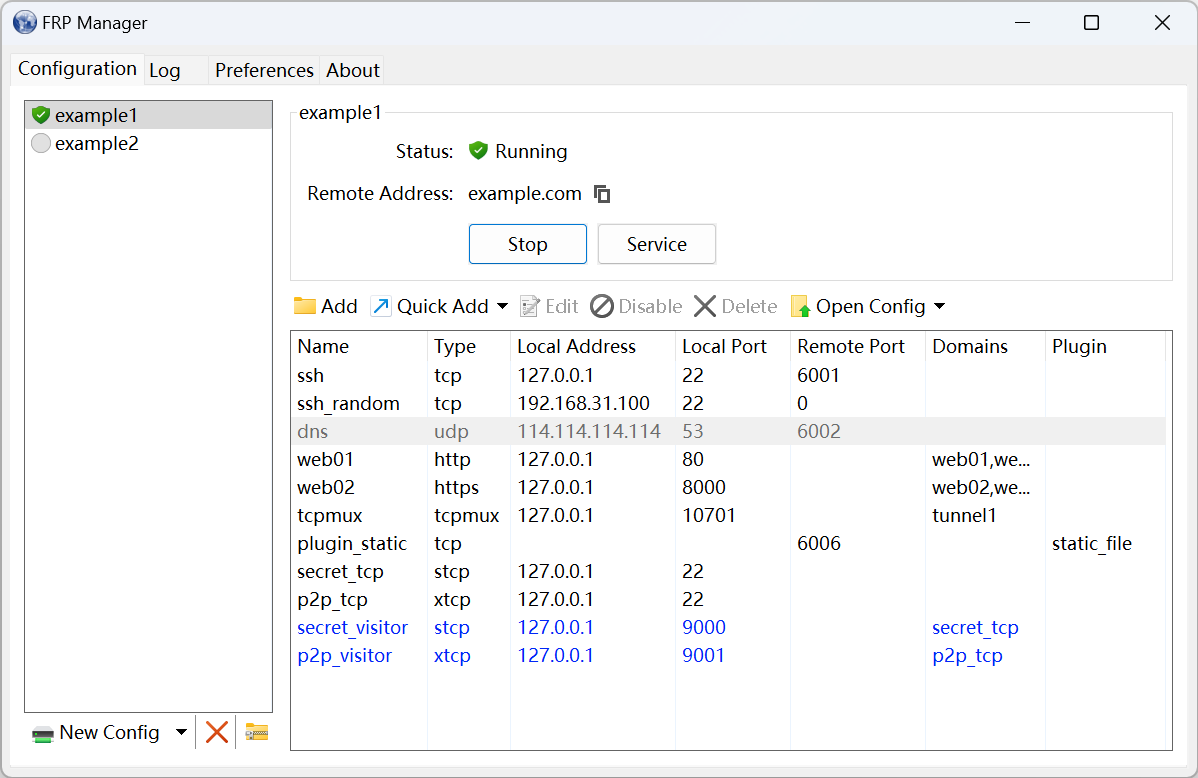 FRP Manager
Configuration Log Preferences About
example1
example2
example1
Status: Running
Remote Address: example.com
Stop Service
Add Quick Add Edit Disable Delete Open Config
Name Type Local Address Local Port Remote Port Domains Plugin
ssh tcp 127.0.0.1 22 6001
ssh_random tcp 192.168.31.100 22 0
dns udp 114.114.114.114 53 6002
web01 http 127.0.0.1 80 web01,we...
web02 https 127.0.0.1 8000 web02,we...
tcpmux tcpmux 127.0.0.1 10701 tunnel1
plugin_static tcp 6006 static_file
secret_tcp stcp 127.0.0.1 22
p2p_tcp xtcp 127.0.0.1 22
secret_visitor stcp 127.0.0.1 9000 secret_tcp
p2p_visitor xtcp 127.0.0.1 9001 p2p_tcp
New Config